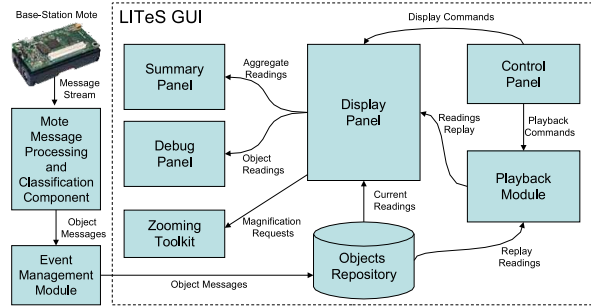 Base-Station Mote
LITeS GUI
Display Commands
Message
Stream
Summary
Panel
Aggregate
Readings
Display
Panel
Control
Panel
Mote
Message
Processing
and
Classification
Component
Debug
Panel
Object
Readings
Readings
Replay
Playback
Commands
Playback
Module
Object
Messages
Zooming
Toolkit
Magnification
Requests
Current
Readings
Event
Management
Module
Object Messages
Objects
Repository
Replay
Readings